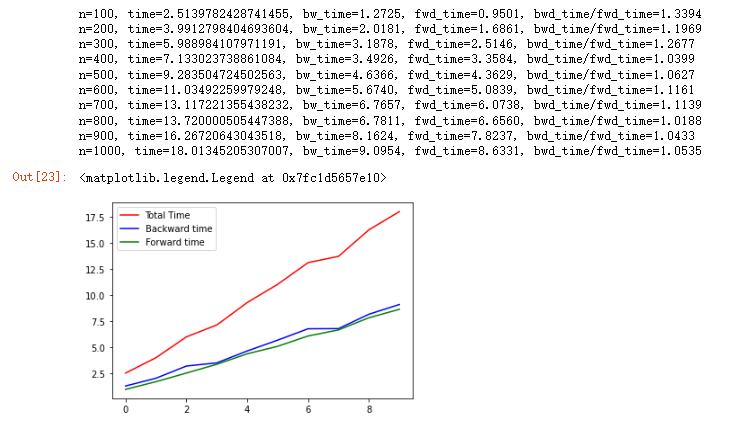 n=100, time=2.5139782428741455, bw_time=1.2725, fwd_time=0.9501, bwd_time/fwd_time=1.3394
n=200, time=3.9912798404693604, bw_time=2.0181, fwd_time=1.6861, bwd_time/fwd_time=1.1969
n=300, time=5.988984107971191, bw_time=3.1878, fwd_time=2.5146, bwd_time/fwd_time=1.2677
n=400, time=7.133023738861084, bw_time=3.4926, fwd_time=3.3584, bwd_time/fwd_time=1.0399
n=500, time=9.283504724502563, bw_time=4.6366, fwd_time=4.3629, bwd_time/fwd_time=1.0627
n=600, time=11.03492259979248, bw_time=5.6740, fwd_time=5.0839, bwd_time/fwd_time=1.1161
n=700, time=13.117221355438232, bw_time=6.7657, fwd_time=6.0738, bwd_time/fwd_time=1.1139
n=800, time=13.720000505447388, bw_time=6.7811, fwd_time=6.6560, bwd_time/fwd_time=1.0188
n=900, time=16.26720643043518, bw_time=8.1624, fwd_time=7.8237, bwd_time/fwd_time=1.0433
n=1000, time=18.01345205307007, bw_time=9.0954, fwd_time=8.6331, bwd_time/fwd_time=1.0535
Out[23]: <matplotlib.legend.Legend at 0x7fc1d5657e10>
Total Time
Backward time
Forward time
17.5
15.0
12.5
10.0
7.5
5.0
2.5
0 2 4 6 8